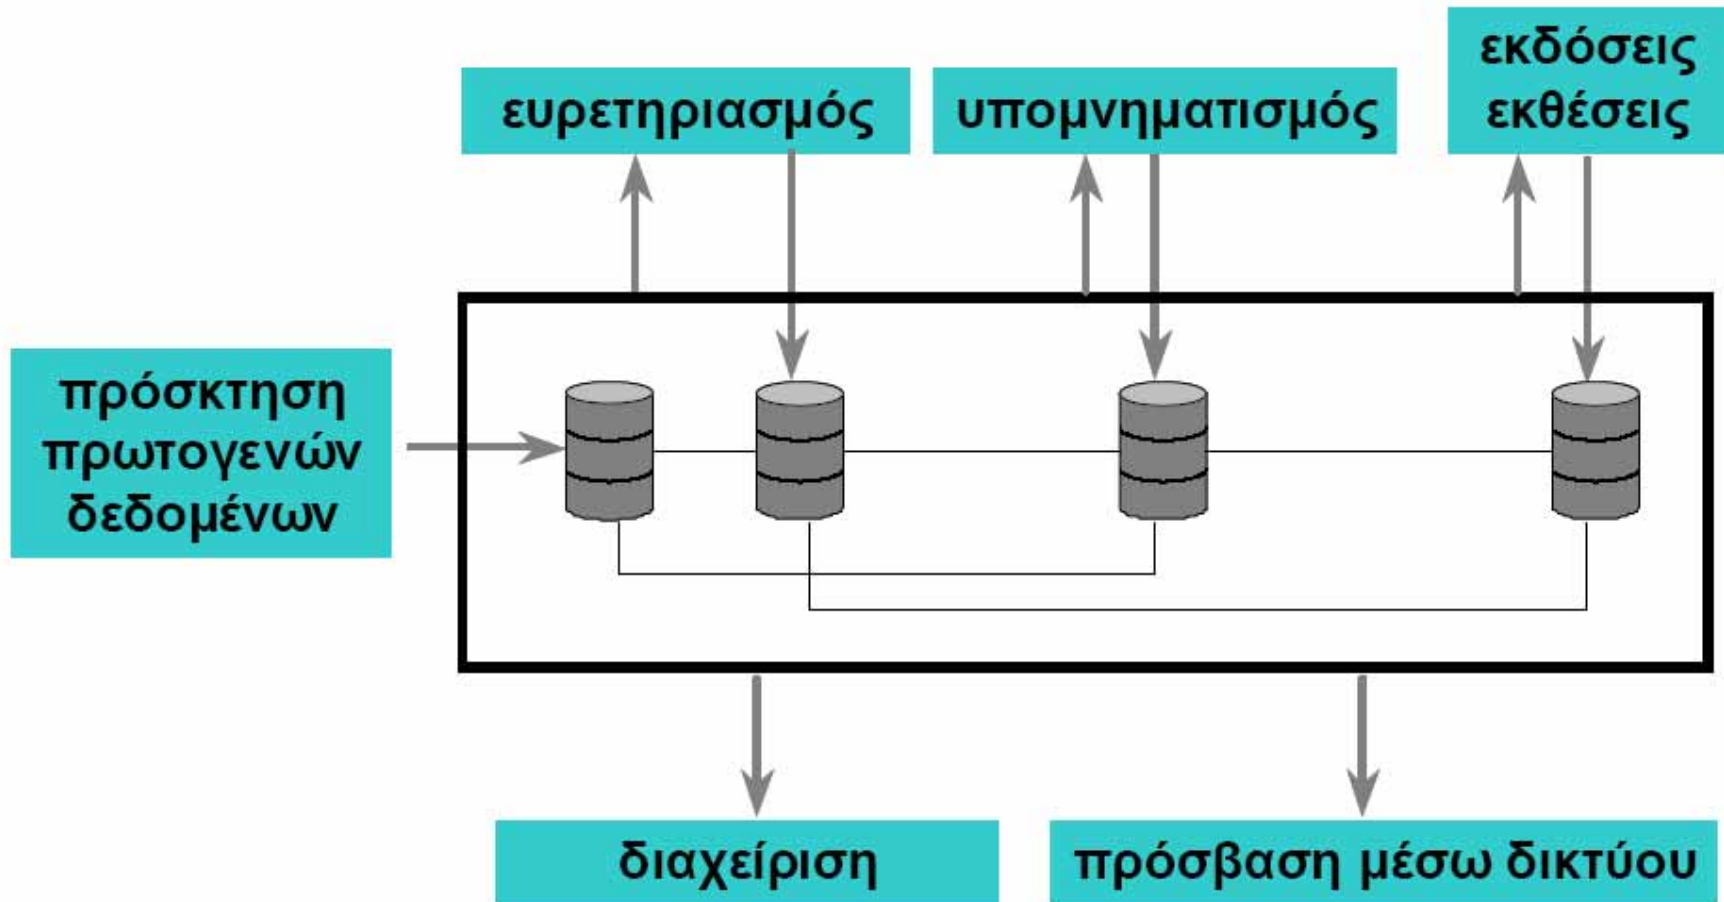 εκδόσεις
εκθέσεις
ευρετηριασμός
υπομνηματισμός
πρόσκτηση
πρωτογενών
δεδομένων
διαχείριση
πρόσβαση μέσω δικτύου